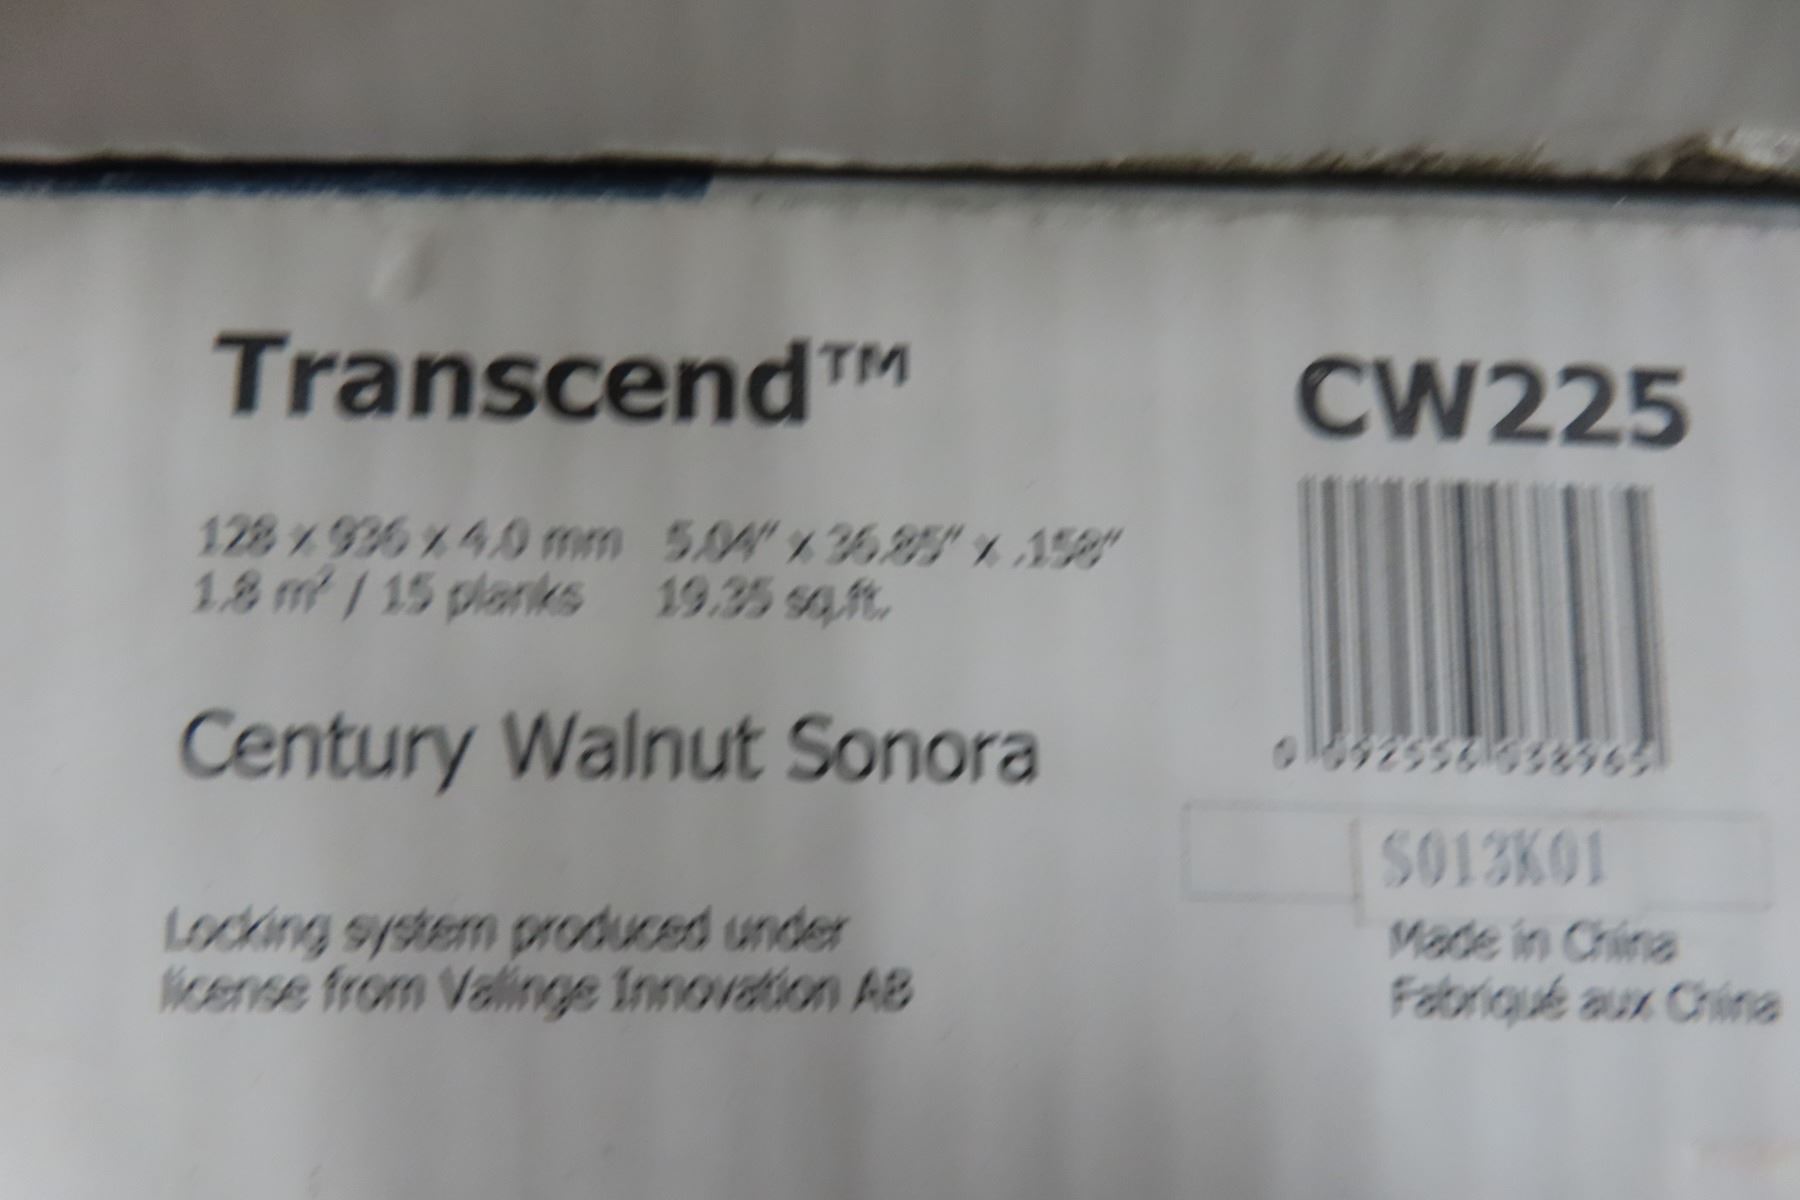 Transcend™
CW225
128 x 936 x 4.0 mm 5.04" x 36.85" x .158"
1.8 m² / 15 planks 19.35 sq.ft.
Century Walnut Sonora
S013K01
Locking system produced under
license from Valinge Innovation AB
Made in China
Fabriqué aux China